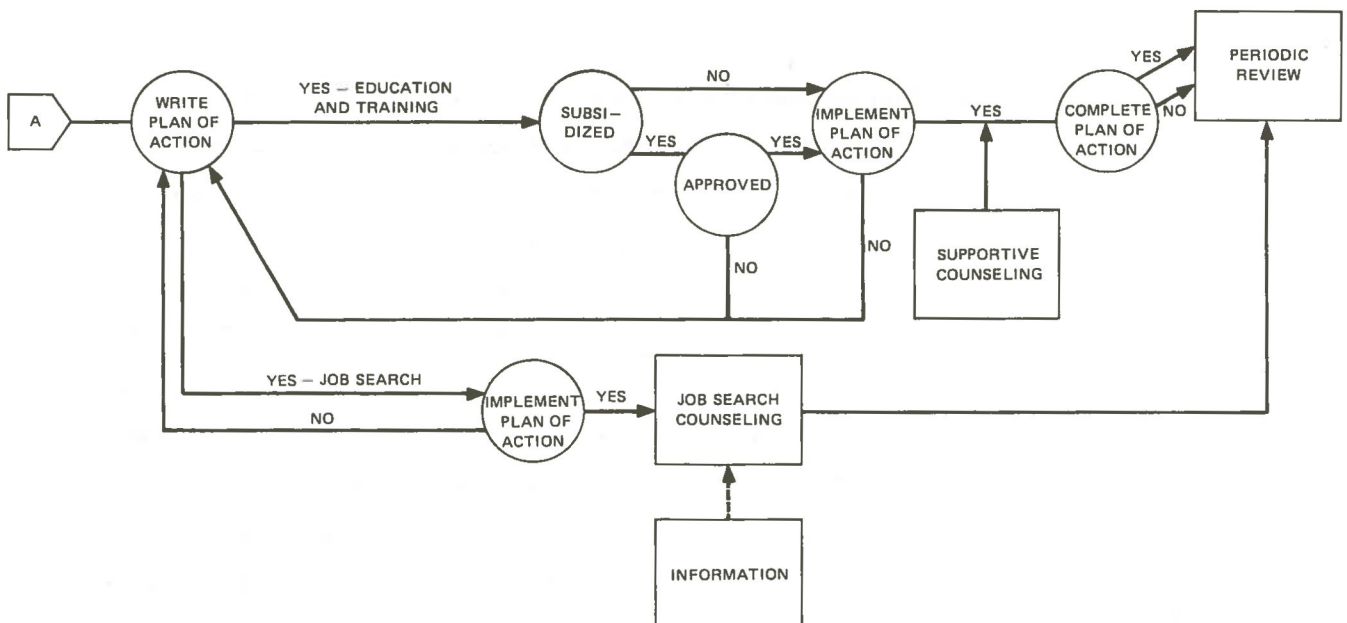 A
WRITE
PLAN OF
ACTION
YES – EDUCATION
AND TRAINING
SUBSI–
DIZED
NO
YES
APPROVED
YES
NO
IMPLEMENT
PLAN OF
ACTION
NO
YES
SUPPORTIVE
COUNSELING
COMPLETE
PLAN OF
ACTION
YES
NO
PERIODIC
REVIEW
YES – JOB SEARCH
NO
IMPLEMENT
PLAN OF
ACTION
YES
JOB SEARCH
COUNSELING
INFORMATION